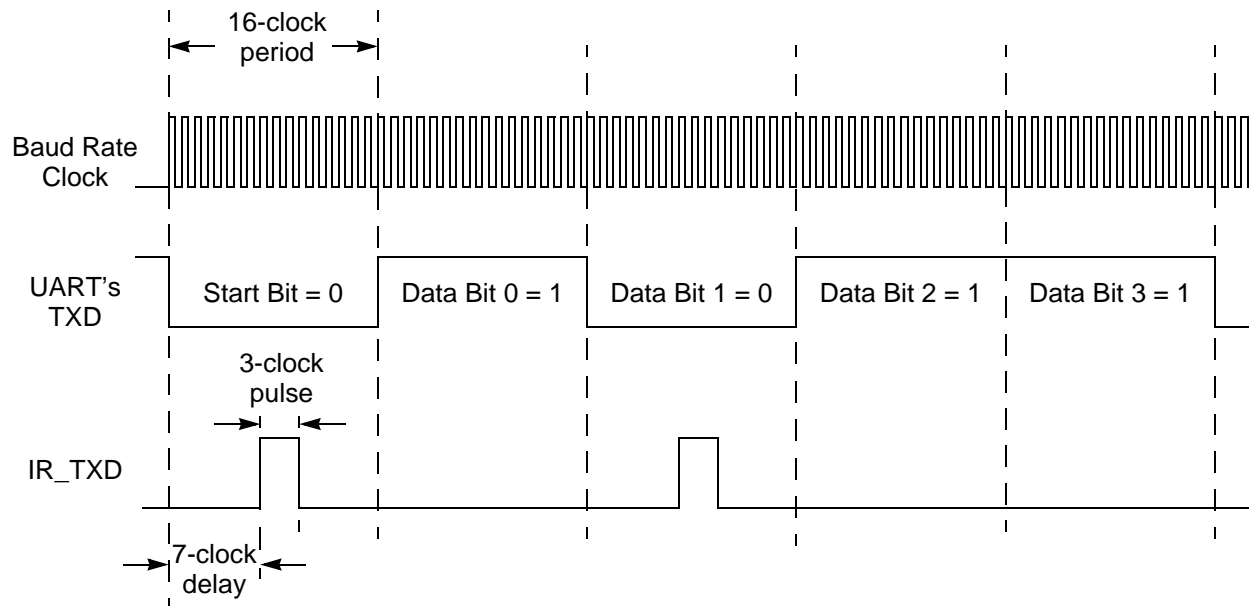 16-clock
period
Baud Rate
Clock
UART's
TXD
Start Bit = 0
Data Bit 0 = 1
Data Bit 1 = 0
Data Bit 2 = 1
Data Bit 3 = 1
3-clock
pulse
IR_TXD
7-clock
delay